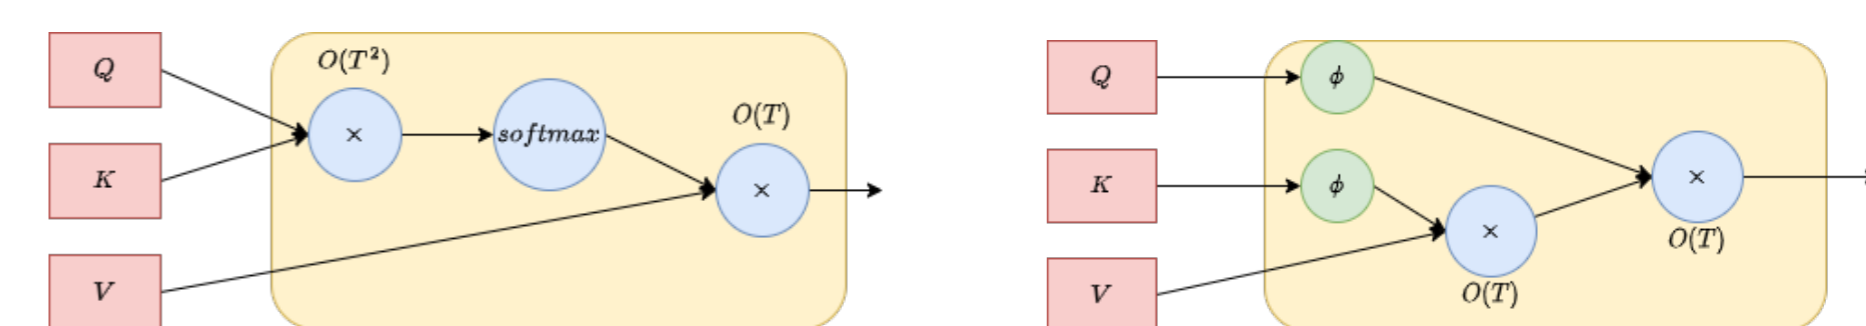 Q
K
V
O(T²)
×
softmax
O(T)
×
Q
K
V
ϕ
ϕ
×
O(T)
×
O(T)